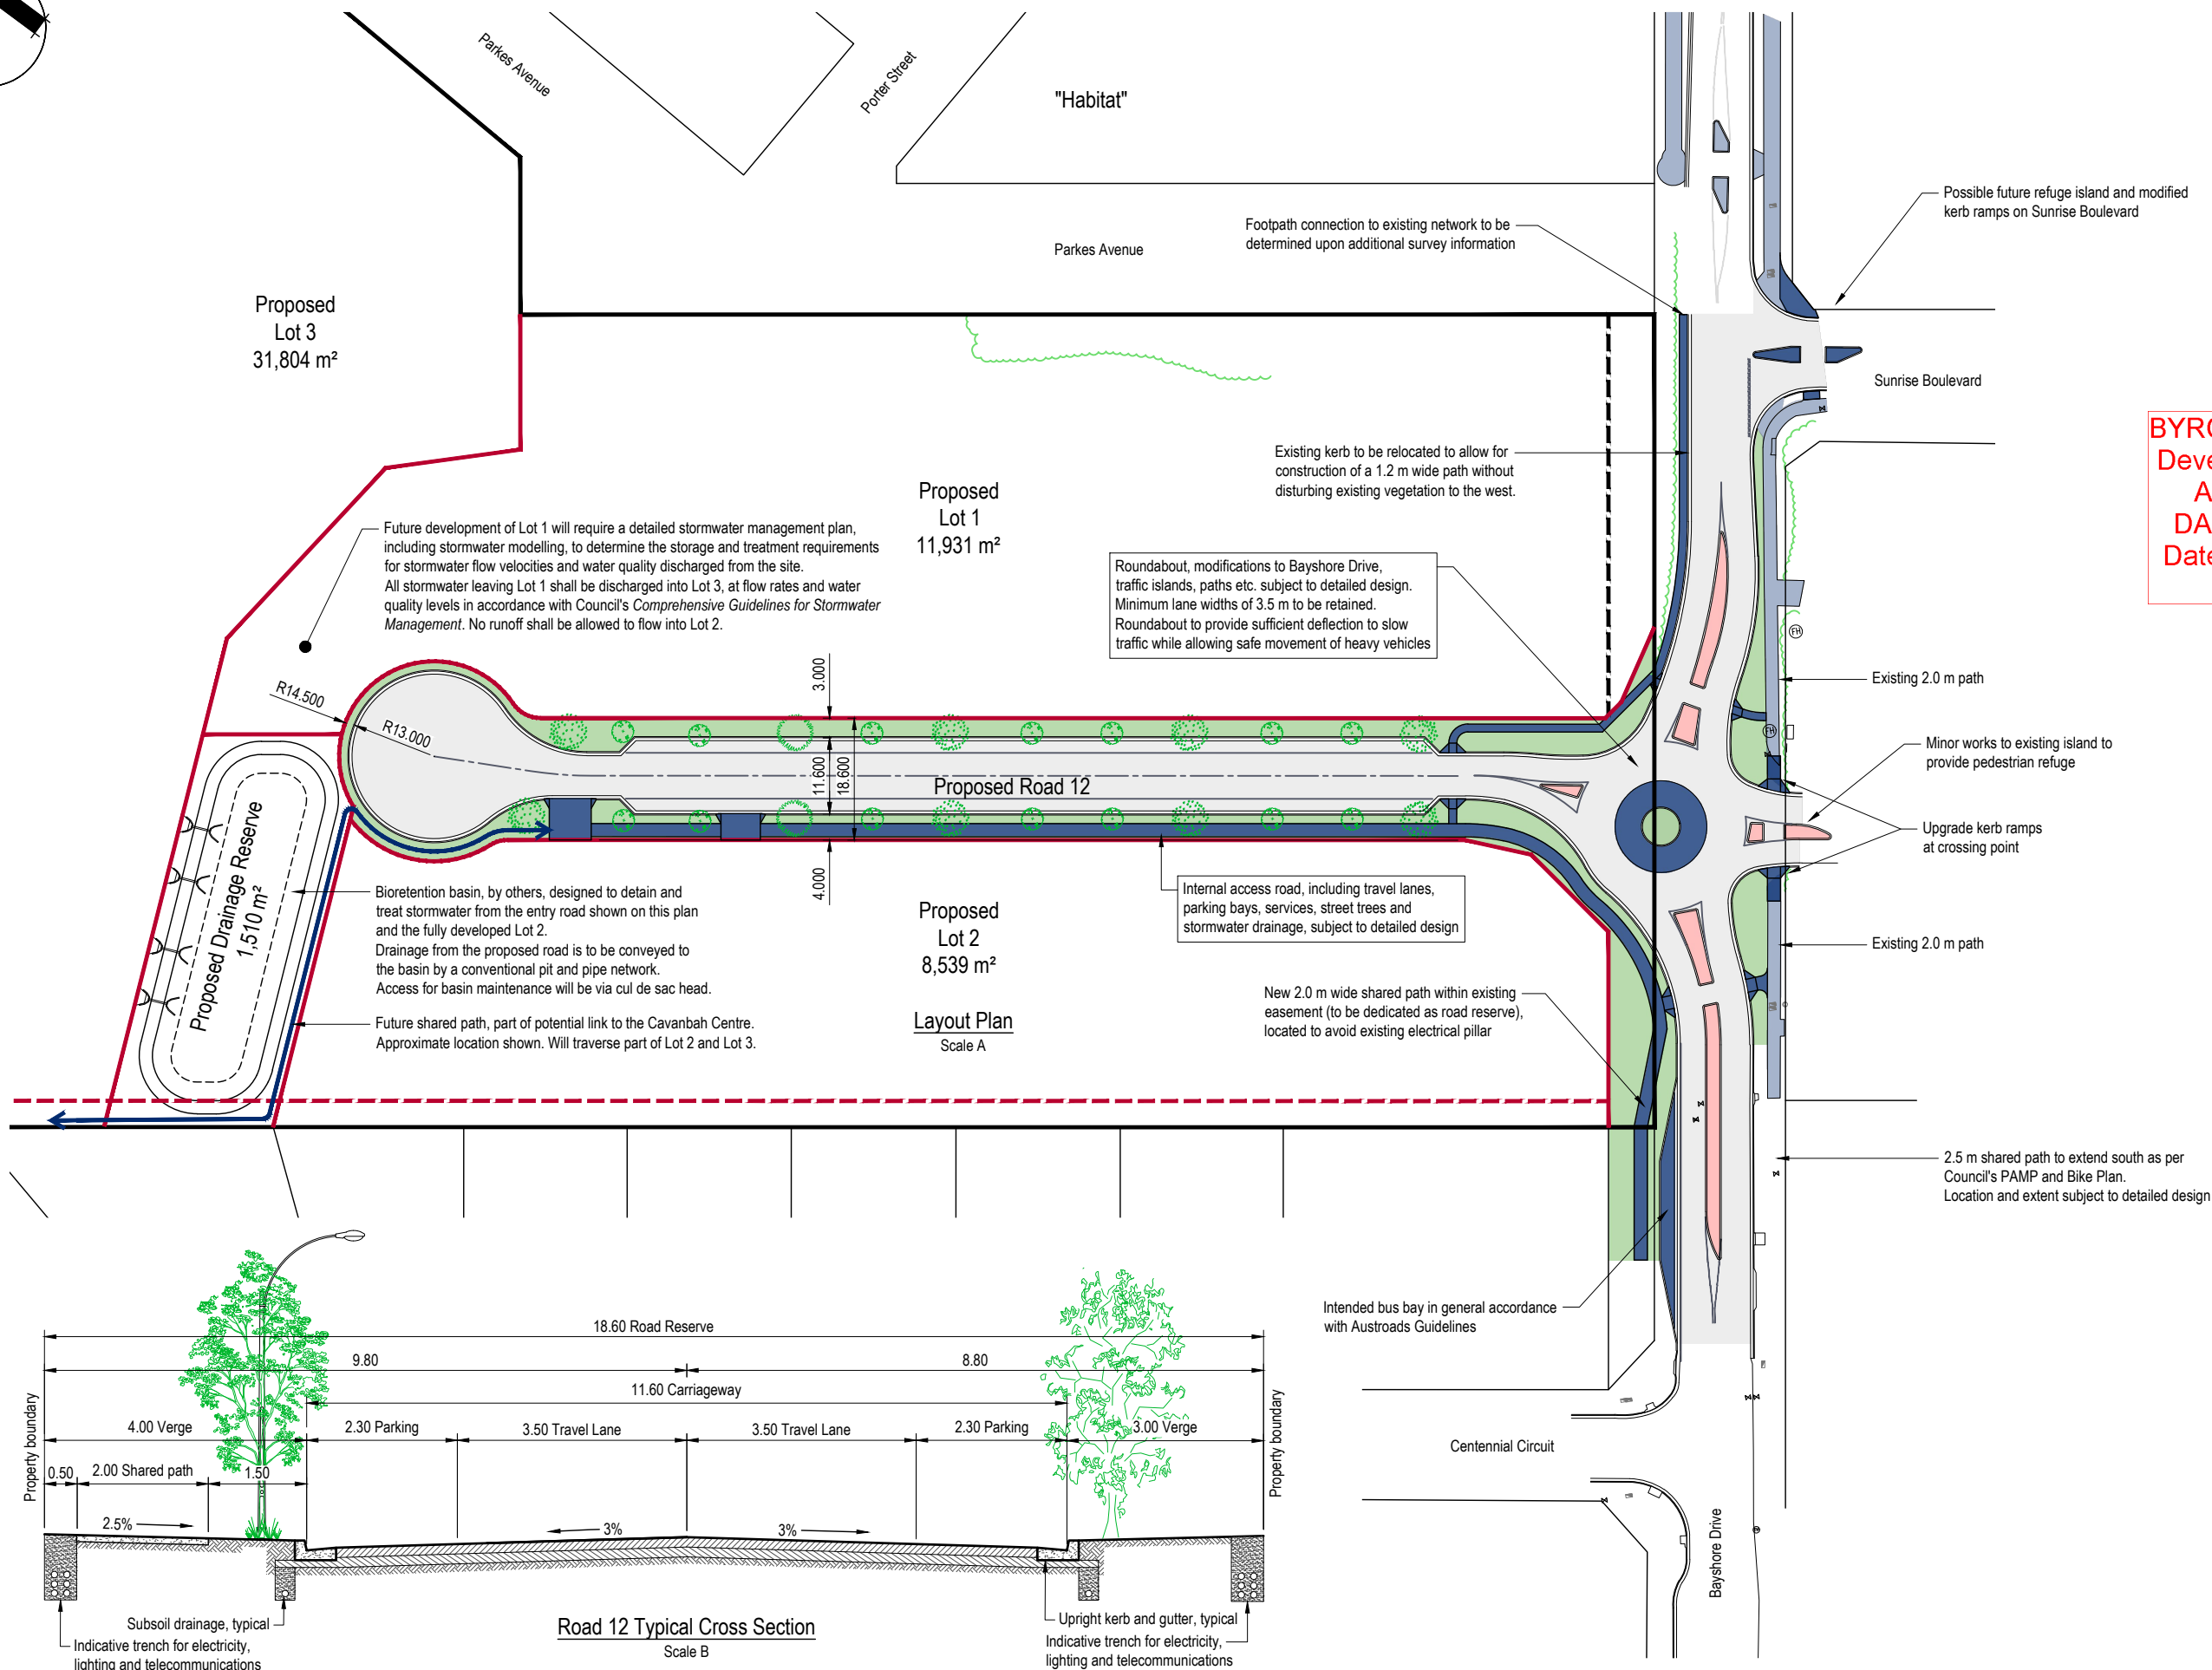 Parkes Avenue
Porter Street
"Habitat"
Parkes Avenue
Footpath connection to existing network to be
determined upon additional survey information
Possible future refuge island and modified
kerb ramps on Sunrise Boulevard
Sunrise Boulevard
Proposed
Lot 3
31,804 m²
Existing kerb to be relocated to allow for
construction of a 1.2 m wide path without
disturbing existing vegetation to the west.
BYR
Deve
A
DA
Date
Proposed
Lot 1
11,931 m²
Future development of Lot 1 will require a detailed stormwater management plan,
including stormwater modelling, to determine the storage and treatment requirements
for stormwater flow velocities and water quality discharged from the site.
All stormwater leaving Lot 1 shall be discharged into Lot 3, at flow rates and water
quality levels in accordance with Council's Comprehensive Guidelines for Stormwater
Management. No runoff shall be allowed to flow into Lot 2.
Roundabout, modifications to Bayshore Drive,
traffic islands, paths etc. subject to detailed design.
Minimum lane widths of 3.5 m to be retained.
Roundabout to provide sufficient deflection to slow
traffic while allowing safe movement of heavy vehicles
FH
Existing 2.0 m path
R14.500
R13.000
3.000
11.600
18.600
4.000
Proposed Road 12
FH
Minor works to existing island to
provide pedestrian refuge
Upgrade kerb ramps
at crossing point
Proposed Drainage Reserve
1,510 m²
Bioretention basin, by others, designed to detain and
treat stormwater from the entry road shown on this plan
and the fully developed Lot 2.
Drainage from the proposed road is to be conveyed to
the basin by a conventional pit and pipe network.
Access for basin maintenance will be via cul de sac head.
Future shared path, part of potential link to the Cavanbah Centre.
Approximate location shown. Will traverse part of Lot 2 and Lot 3.
Proposed
Lot 2
8,539 m²
Layout Plan
Scale A
Internal access road, including travel lanes,
parking bays, services, street trees and
stormwater drainage, subject to detailed design
Existing 2.0 m path
New 2.0 m wide shared path within existing
easement (to be dedicated as road reserve),
located to avoid existing electrical pillar
2.5 m shared path to extend south as per
Council's PAMP and Bike Plan.
Location and extent subject to detailed design
Intended bus bay in general accordance
with Austroads Guidelines
Centennial Circuit
Bayshore Drive
18.60 Road Reserve
9.80
8.80
11.60 Carriageway
Property boundary
4.00 Verge
2.30 Parking
3.50 Travel Lane
3.50 Travel Lane
2.30 Parking
3.00 Verge
Property boundary
0.50
2.00 Shared path
1.50
2.5%
3%
3%
Subsoil drainage, typical
Indicative trench for electricity,
lighting and telecommunications
Road 12 Typical Cross Section
Scale B
Upright kerb and gutter, typical
Indicative trench for electricity,
lighting and telecommunications